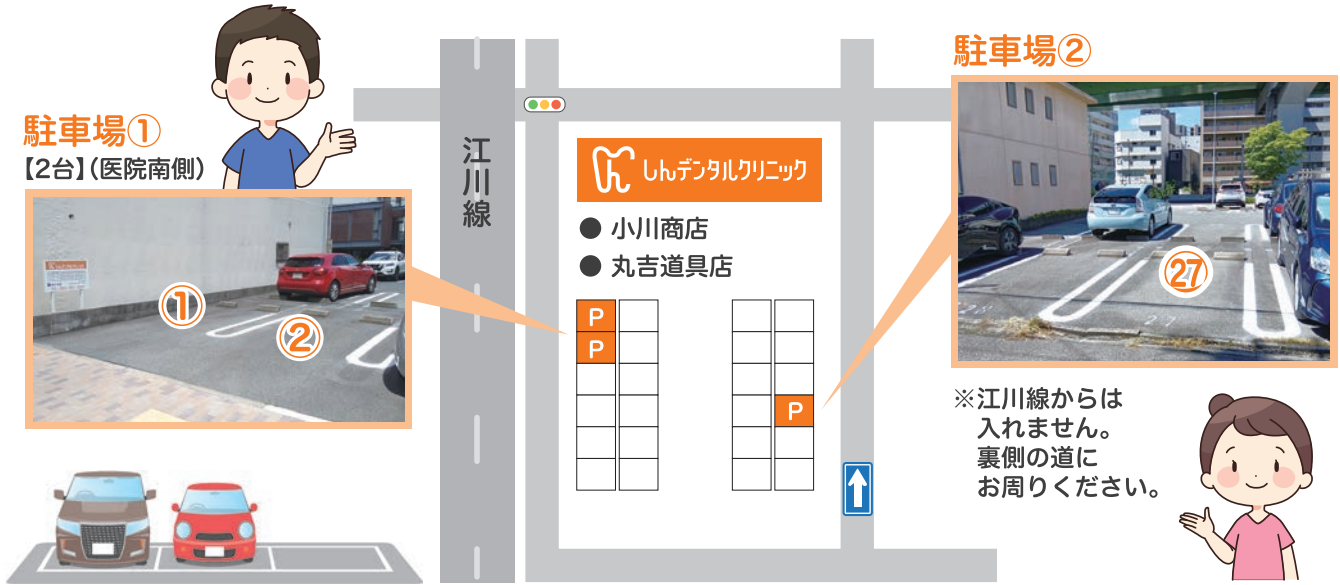 駐車場①
【2台】(医院南側)
①
②
江川線
しんデンタルクリニック
● 小川商店
● 丸吉道具店
P
P
P
駐車場②
㉗
27
※江川線からは
入れません。
裏側の道に
お周りください。